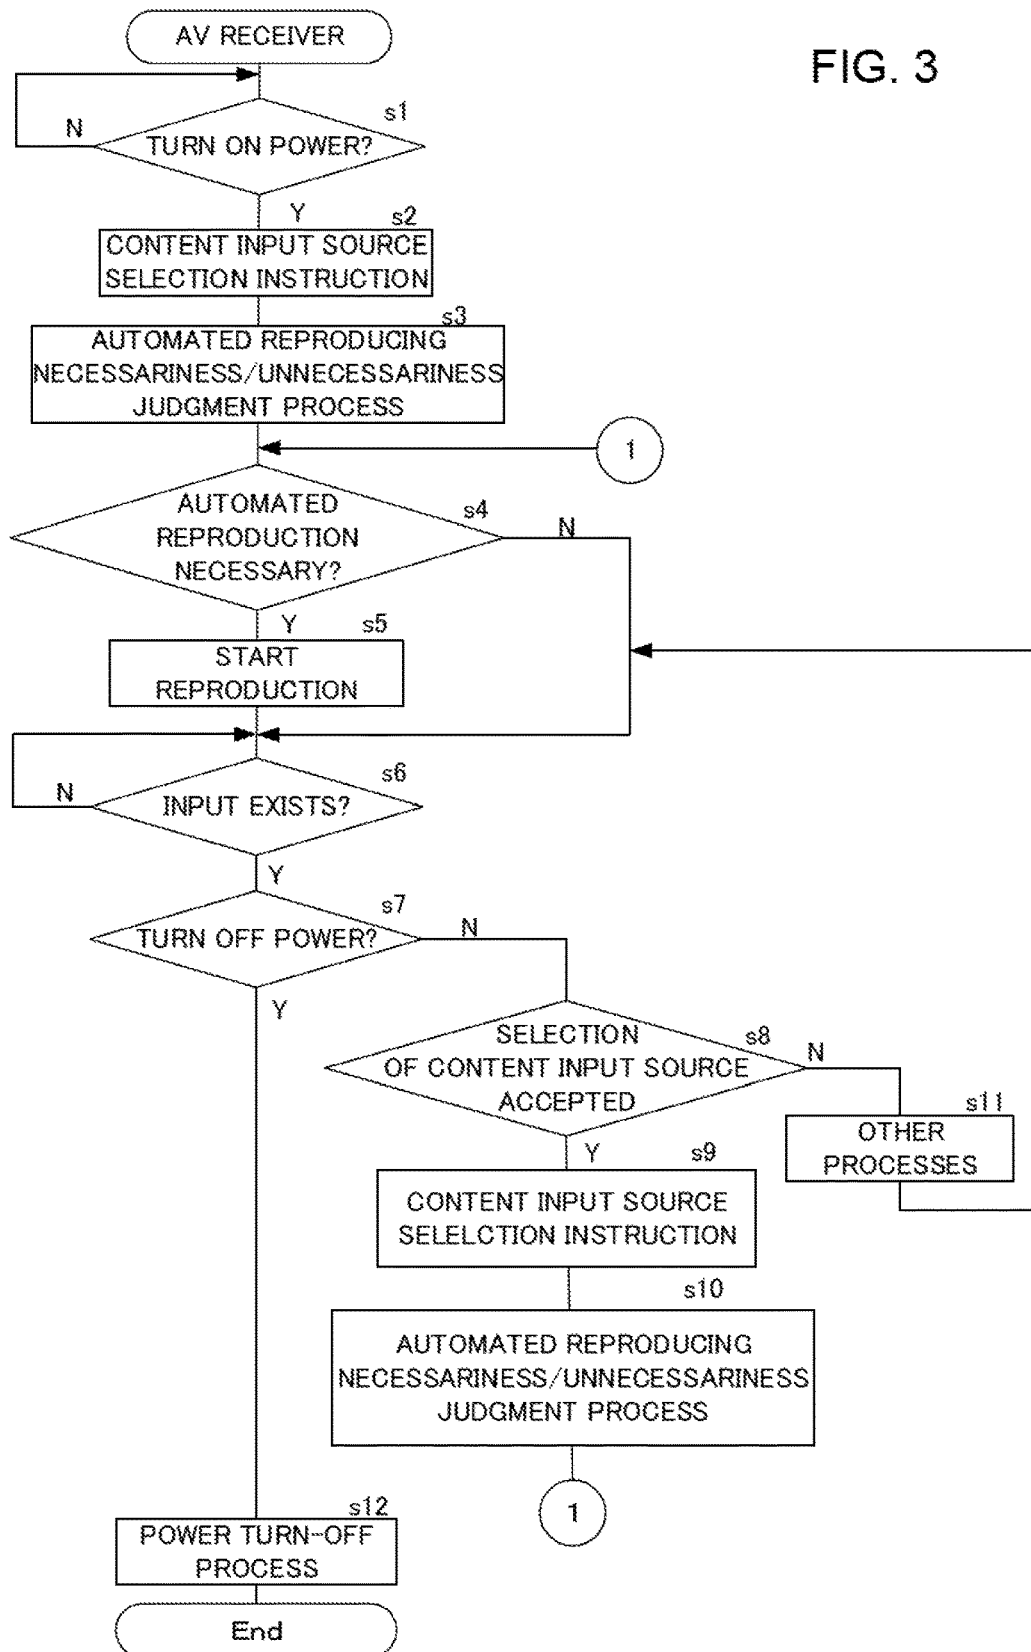 AV RECEIVER
FIG. 3
s1
N
TURN ON POWER?
Y
s2
CONTENT INPUT SOURCE
SELECTION INSTRUCTION
s3
AUTOMATED REPRODUCING
NECESSARINESS/UNNECESSARINESS
JUDGMENT PROCESS
1
AUTOMATED
REPRODUCTION
NECESSARY?
s4
N
Y
s5
START
REPRODUCTION
s6
N
INPUT EXISTS?
Y
s7
TURN OFF POWER?
N
Y
SELECTION
OF CONTENT INPUT SOURCE
ACCEPTED
s8
N
s11
OTHER
PROCESSES
Y
s9
CONTENT INPUT SOURCE
SELELCTION INSTRUCTION
s10
AUTOMATED REPRODUCING
NECESSARINESS/UNNECESSARINESS
JUDGMENT PROCESS
1
s12
POWER TURN-OFF
PROCESS
End